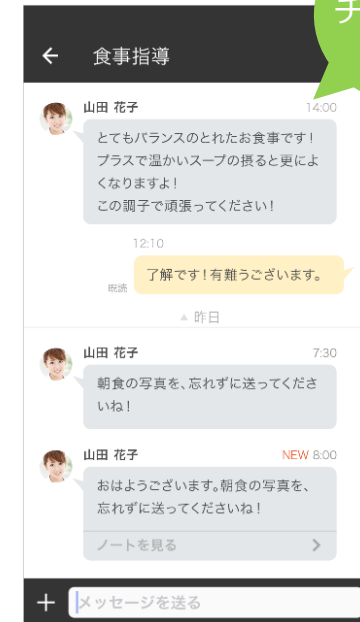 チ
食事指導
山田 花子
14:00
とてもバランスのとれたお食事です！
プラスで温かいスープの摂ると更によ
くなりますよ！
この調子で頑張ってください！
12:10
了解です！有難うございます。
既読
▲ 昨日
山田 花子
7:30
朝食の写真を、忘れずに送ってくださ
いね！
山田 花子
NEW 8:00
おはようございます。朝食の写真を、
忘れずに送ってくださいね！
ノートを見る
メッセージを送る